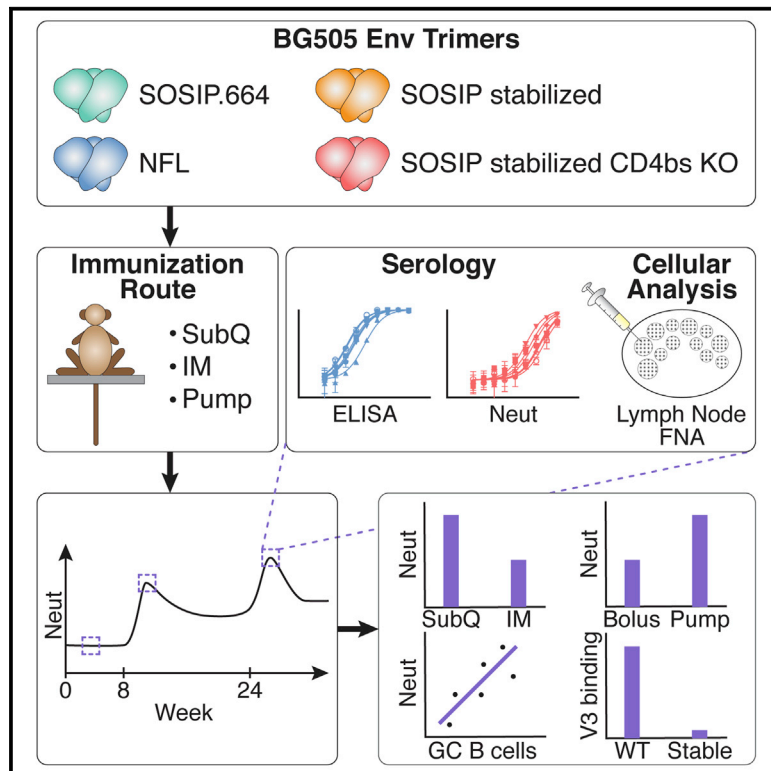 BG505 Env Trimers
SOSIP.664
SOSIP stabilized
NFL
SOSIP stabilized CD4bs KO
Immunization
Route
• SubQ
• IM
• Pump
Serology
Cellular
Analysis
ELISA
Neut
Lymph Node
FNA
Neut
0
8
24
Week
Neut
SubQ
IM
Neut
Bolus
Pump
Neut
GC B cells
V3 binding
WT
Stable